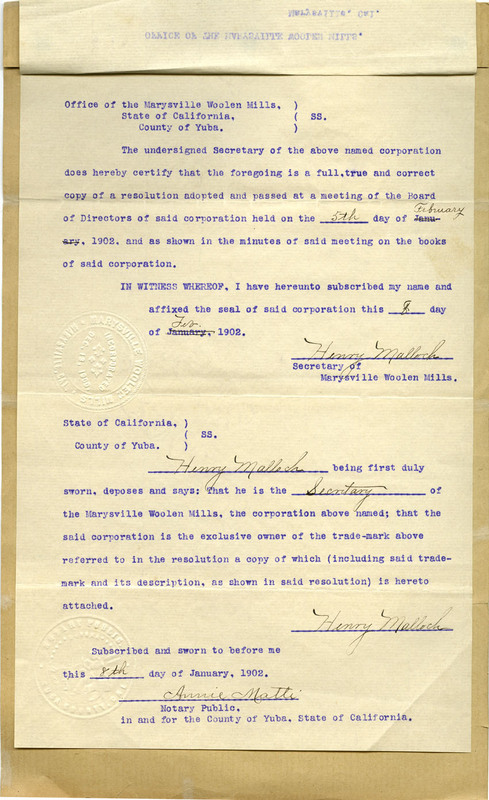 Marysville, Cal.
OFFICE OF THE MARYSVILLE WOOLEN MILLS.
Office of the Marysville Woolen Mills, )
State of California, ( SS.
County of Yuba. )
The undersigned Secretary of the above named corporation
does hereby certify that the foregoing is a full,true and correct
copy of a resolution adopted and passed at a meeting of the Board
of Directors of said corporation held on the 5th day of Janu- February
ary, 1902, and as shown in the minutes of said meeting on the books
of said corporation.
IN WITNESS WHEREOF, I have hereunto subscribed my name and
affixed the seal of said corporation this 8 day
of January, Feb. 1902.
Henry Malloch
Secretary of
Marysville Woolen Mills.
State of California, )
( SS.
County of Yuba. )
Henry Malloch being first duly
sworn, deposes and says: That he is the Secretary of
the Marysville Woolen Mills, the corporation above named; that the
said corporation is the exclusive owner of the trade-mark above
referred to in the resolution a copy of which (including said trade-
mark and its description, as shown in said resolution) is hereto
attached.
Henry Malloch
Subscribed and sworn to before me
this 8th day of January, 1902.
Annie Matti
Notary Public,
in and for the County of Yuba, State of California.